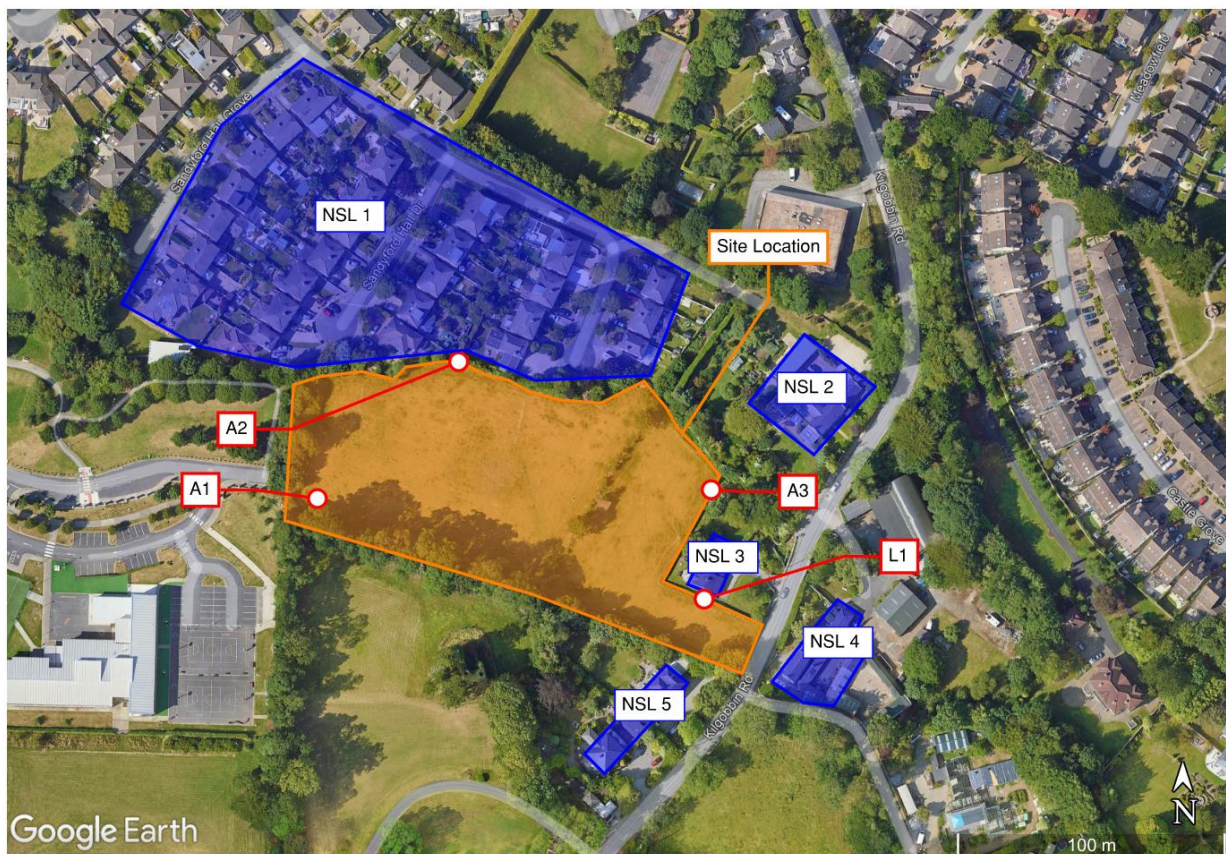 Meadowfield
Sandyford Hall Grove
Kilgobbin Rd
NSL 1
Site Location
Sandyford Hall Dr
NSL 2
A2
A1
A3
Castle Grove
NSL 3
L1
NSL 4
NSL 5
Kilgobbin Rd
N
Google Earth
100 m